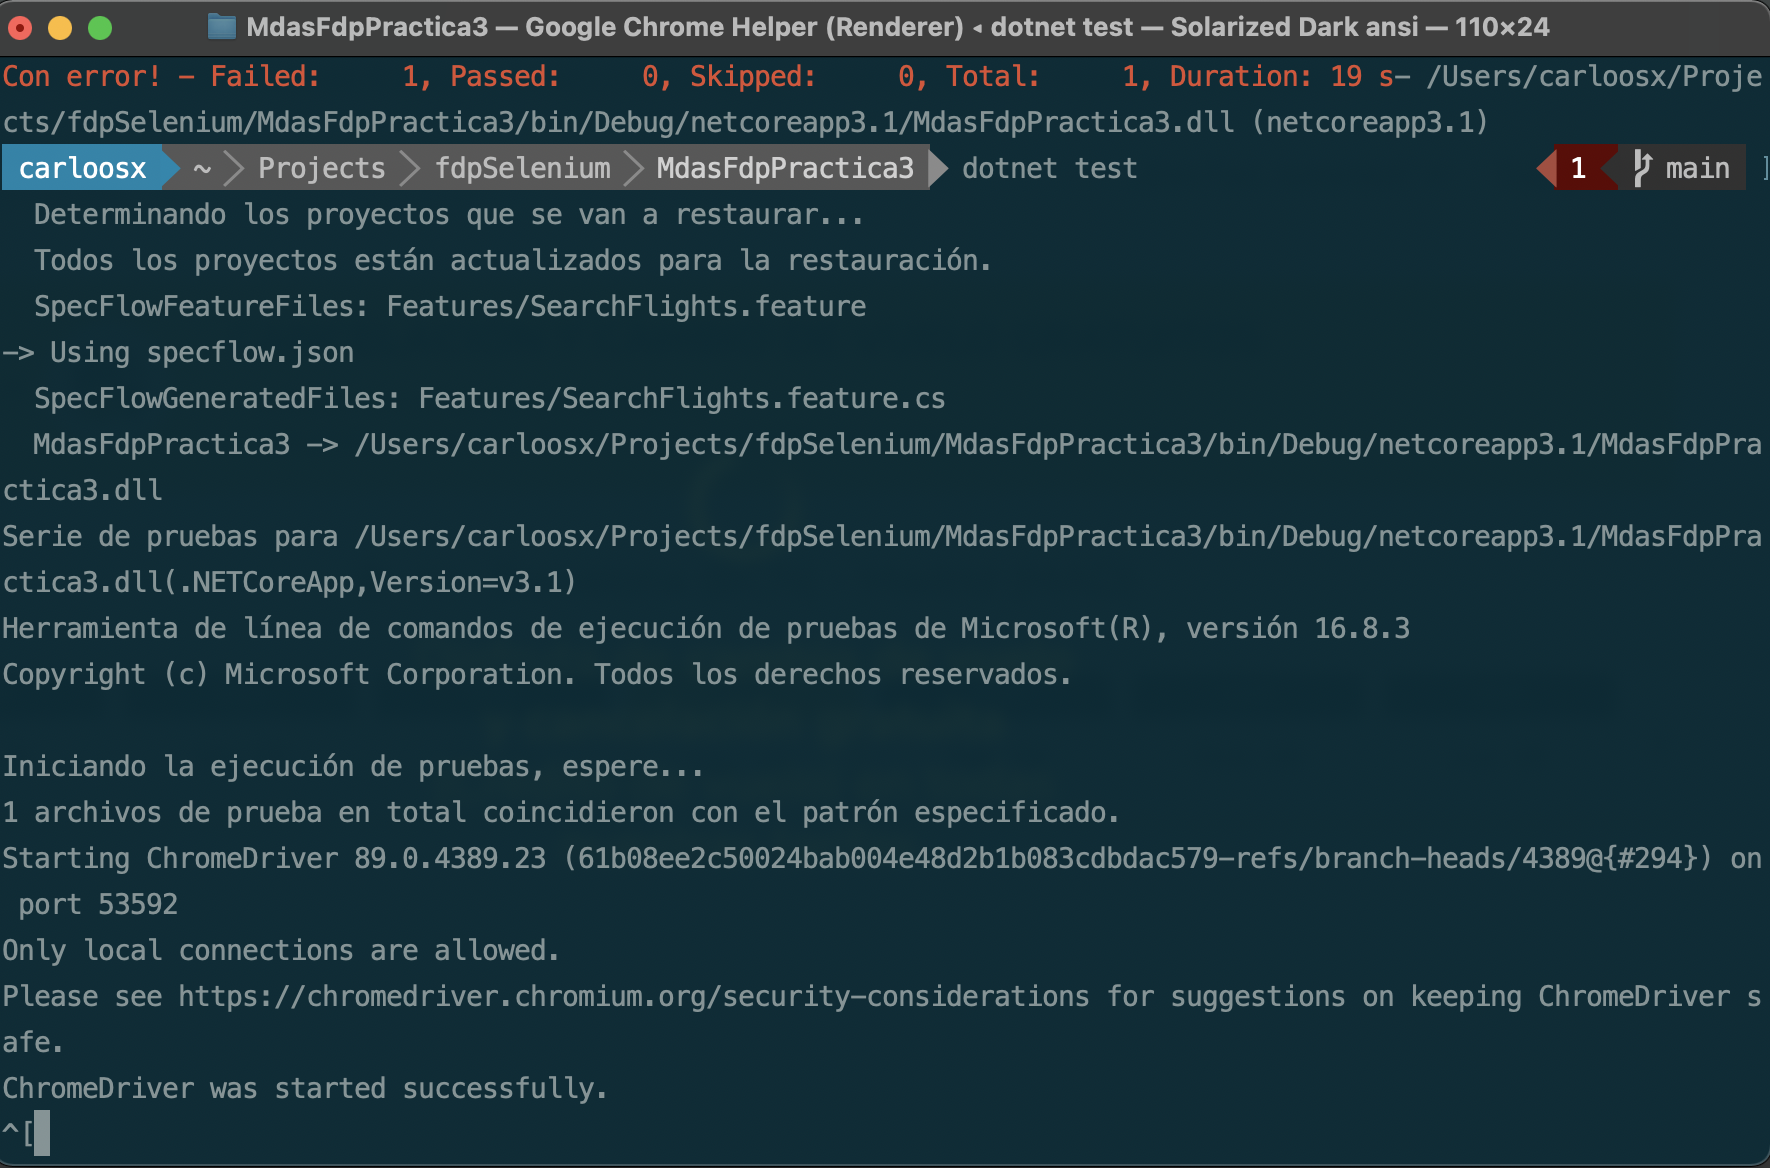 MdasFdpPractica3 — Google Chrome Helper (Renderer) ◂ dotnet test — Solarized Dark ansi — 110×24
Con error! - Failed:     1, Passed:     0, Skipped:     0, Total:     1, Duration: 19 s- /Users/carloosx/Proje
cts/fdpSelenium/MdasFdpPractica3/bin/Debug/netcoreapp3.1/MdasFdpPractica3.dll (netcoreapp3.1)
carloosx ~ Projects fdpSelenium MdasFdpPractica3 dotnet test 1 main ]
  Determinando los proyectos que se van a restaurar...
  Todos los proyectos están actualizados para la restauración.
  SpecFlowFeatureFiles: Features/SearchFlights.feature
-> Using specflow.json
  SpecFlowGeneratedFiles: Features/SearchFlights.feature.cs
  MdasFdpPractica3 -> /Users/carloosx/Projects/fdpSelenium/MdasFdpPractica3/bin/Debug/netcoreapp3.1/MdasFdpPra
ctica3.dll
Serie de pruebas para /Users/carloosx/Projects/fdpSelenium/MdasFdpPractica3/bin/Debug/netcoreapp3.1/MdasFdpPra
ctica3.dll(.NETCoreApp,Version=v3.1)
Herramienta de línea de comandos de ejecución de pruebas de Microsoft(R), versión 16.8.3
Copyright (c) Microsoft Corporation. Todos los derechos reservados.
Iniciando la ejecución de pruebas, espere...
1 archivos de prueba en total coincidieron con el patrón especificado.
Starting ChromeDriver 89.0.4389.23 (61b08ee2c50024bab004e48d2b1b083cdbdac579-refs/branch-heads/4389@{#294}) on
 port 53592
Only local connections are allowed.
Please see https://chromedriver.chromium.org/security-considerations for suggestions on keeping ChromeDriver s
afe.
ChromeDriver was started successfully.
^[